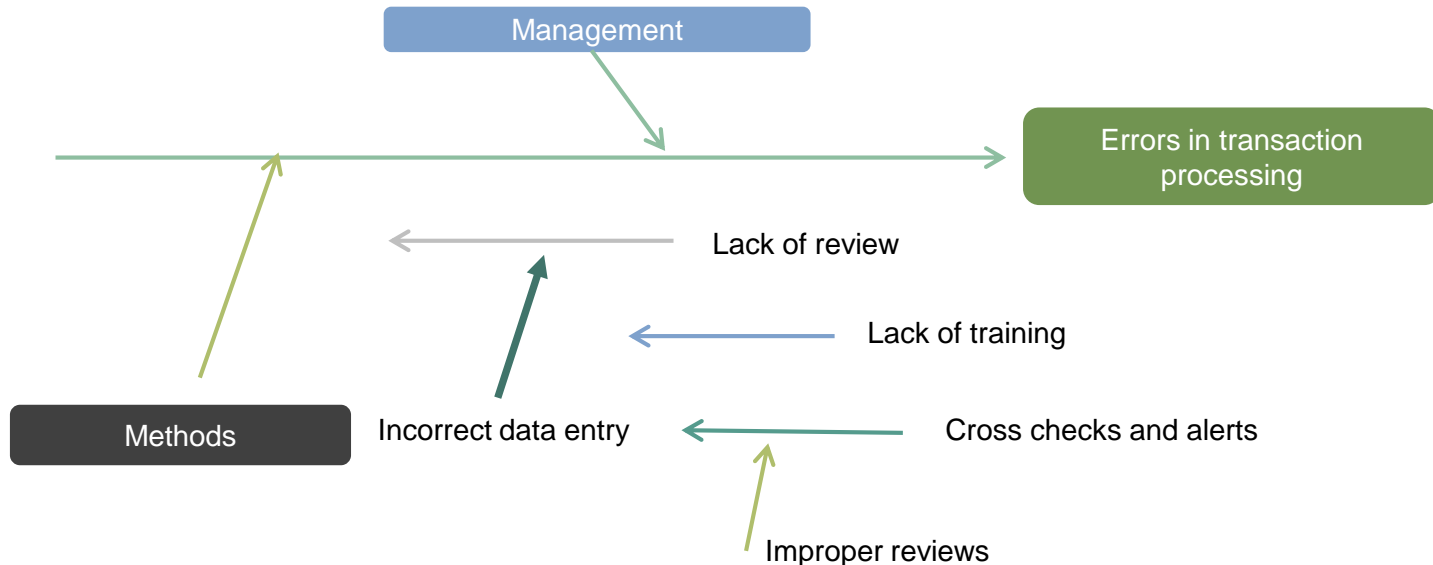 Management
Errors in transaction
processing
Lack of review
Lack of training
Methods
Incorrect data entry
Cross checks and alerts
Improper reviews